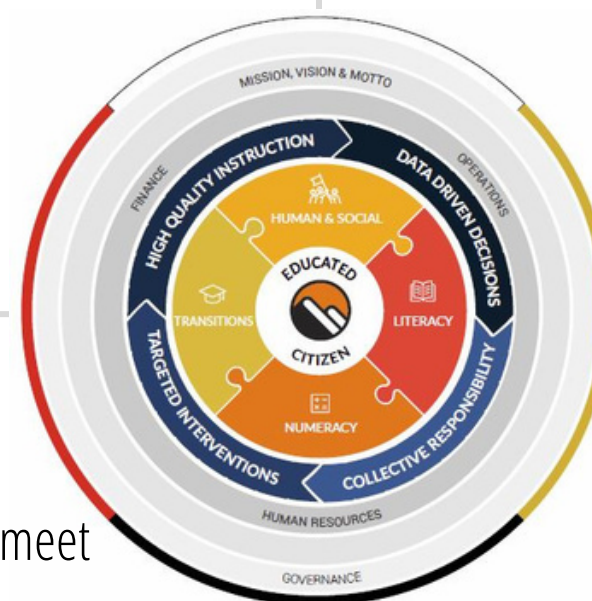 MISSION, VISION & MOTTO
FINANCE
OPERATIONS
HIGH QUALITY INSTRUCTION
DATA DRIVEN DECISIONS
HUMAN & SOCIAL
EDUCATED
CITIZEN
TRANSITIONS
LITERACY
NUMERACY
TARGETED INTERVENTIONS
COLLECTIVE RESPONSIBILITY
HUMAN RESOURCES
meet
GOVERNANCE